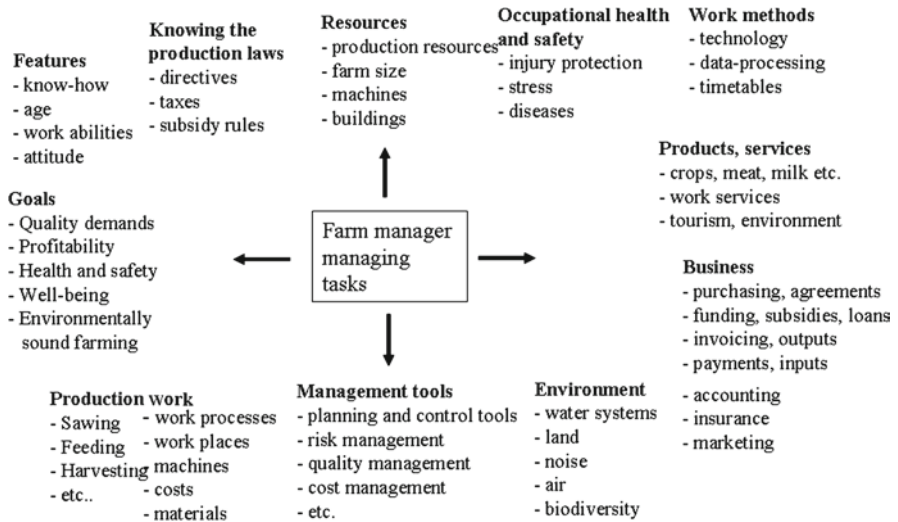 Features
- know-how
- age
- work abilities
- attitude
Knowing the
production laws
- directives
- taxes
- subsidy rules
Resources
- production resources
- farm size
- machines
- buildings
Occupational health
and safety
- injury protection
- stress
- diseases
Work methods
- technology
- data-processing
- timetables
Goals
- Quality demands
- Profitability
- Health and safety
- Well-being
- Environmentally
sound farming
Farm manager
managing
tasks
Products, services
- crops, meat, milk etc.
- work services
- tourism, environment
Business
- purchasing, agreements
- funding, subsidies, loans
- invoicing, outputs
- payments, inputs
- accounting
- insurance
- marketing
Production work
- Sawing
- Feeding
- Harvesting
- etc..
- work processes
- work places
- machines
- costs
- materials
Management tools
- planning and control tools
- risk management
- quality management
- cost management
- etc.
Environment
- water systems
- land
- noise
- air
- biodiversity